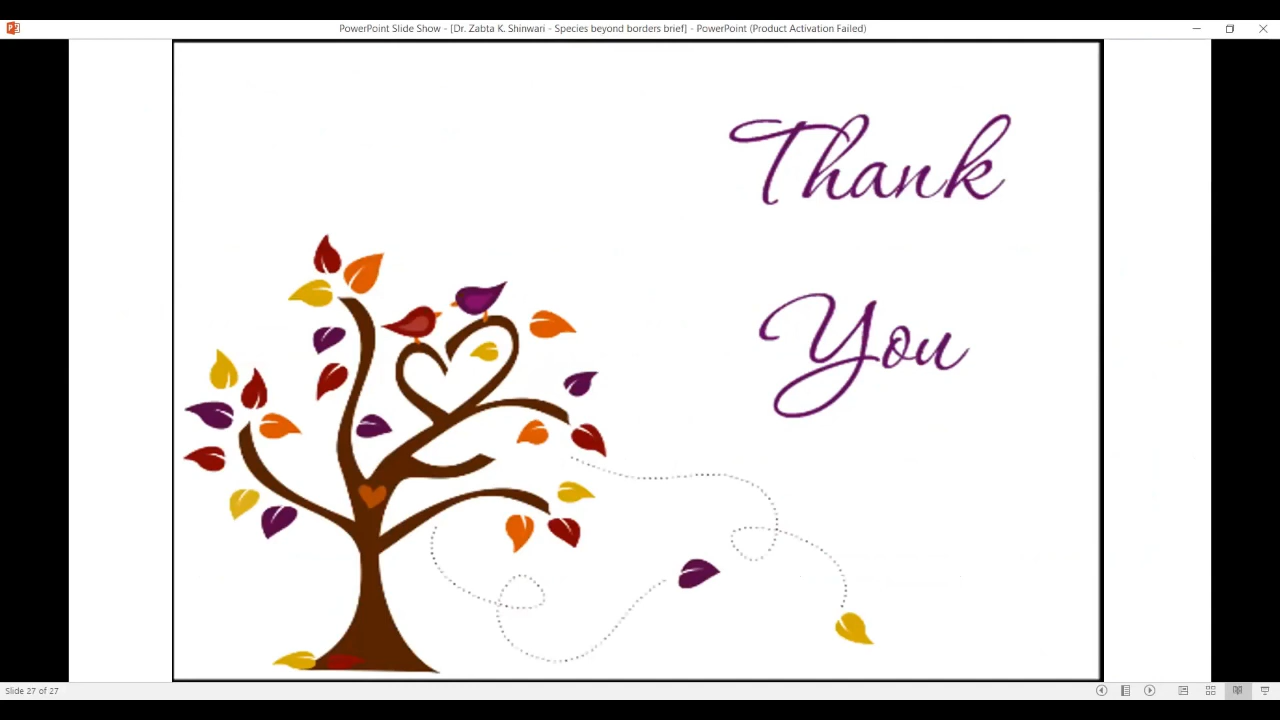 PowerPoint Slide Show - [Dr. Zabta K. Shinwari - Species beyond borders brief] - PowerPoint (Product Activation Failed)
Thank
You
Slide 27 of 27